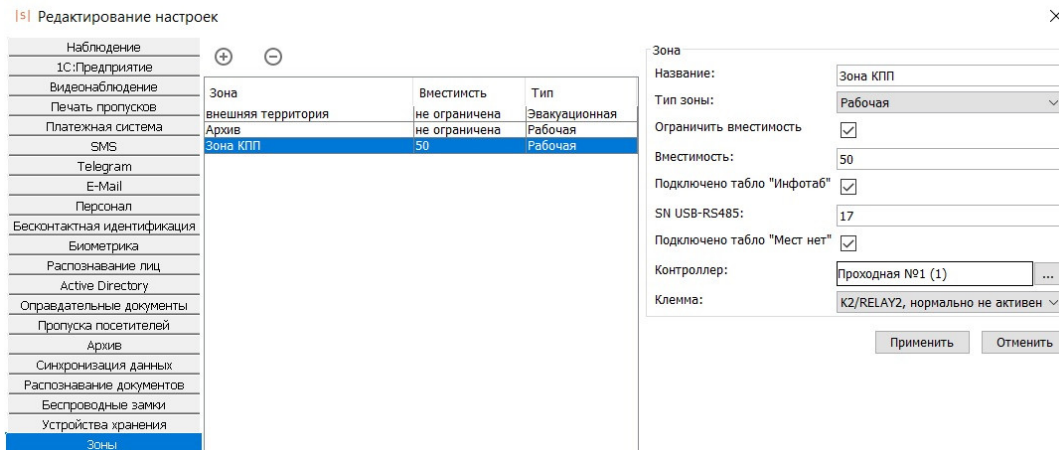 |s| Редактирование настроек
Наблюдение
1С:Предприятие
Видеонаблюдение
Печать пропусков
Платежная система
SMS
Telegram
E-Mail
Персонал
Бесконтактная идентификация
Биометрика
Распознавание лиц
Active Directory
Оправдательные документы
Пропуска посетителей
Архив
Синхронизация данных
Распознавание документов
Беспроводные замки
Устройства хранения
Зоны
Зона Вместимсть Тип
внешняя территория не ограничена Эвакуационная
Архив не ограничена Рабочая
Зона КПП 50 Рабочая
Зона
Название: Зона КПП
Тип зоны: Рабочая
Ограничить вместимость
Вместимость: 50
Подключено табло "Инфотаб"
SN USB-RS485: 17
Подключено табло "Мест нет"
Контроллер: Проходная №1 (1) ...
Клемма: K2/RELAY2, нормально не активен
Применить Отменить